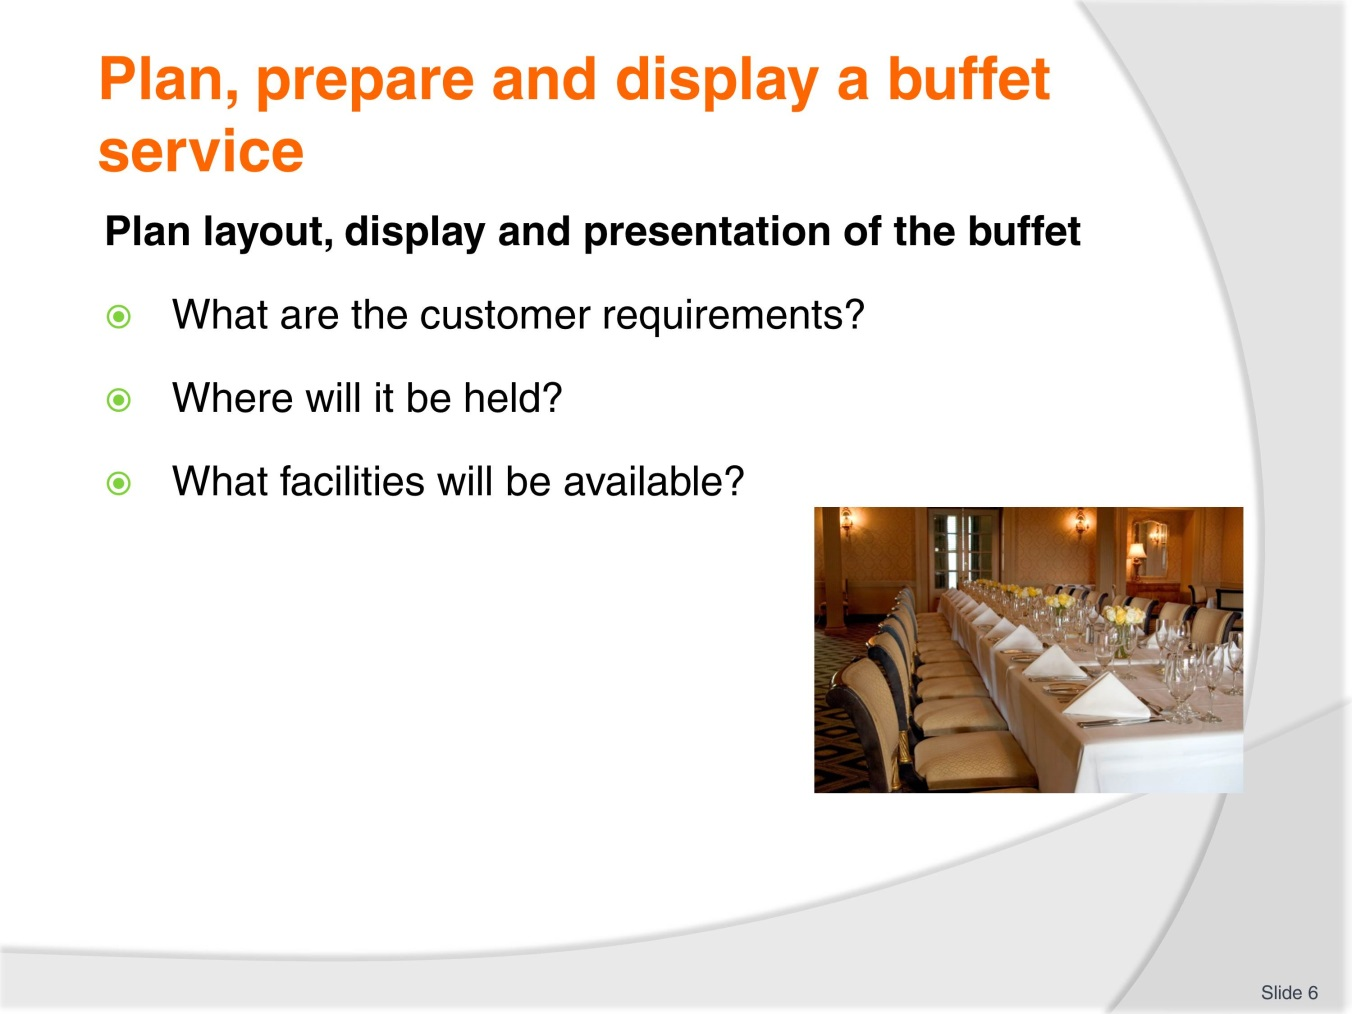 Plan, prepare and display a buffet
service
Plan layout, display and presentation of the buffet
What are the customer requirements?
Where will it be held?
What facilities will be available?
Slide 6